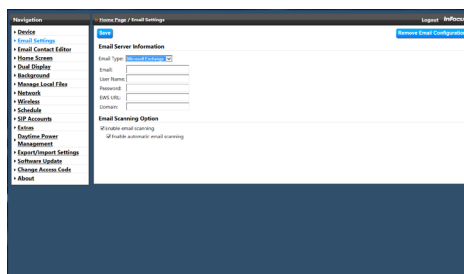 Navigation
Home Page / Email Settings
Logout InFocus
Device
Email Settings
Email Contact Editor
Home Screen
Dual Display
Background
Manage Local Files
Network
Wireless
Schedule
SIP Accounts
Extras
Daytime Power
Management
Export/Import Settings
Software Update
Change Access Code
About
Save
Remove Email Configuration
Email Server Information
Email Type: Microsoft Exchange
Email:
User Name:
Password:
EWS URL:
Domain:
Email Scanning Option
Enable email scanning
Enable automatic email scanning